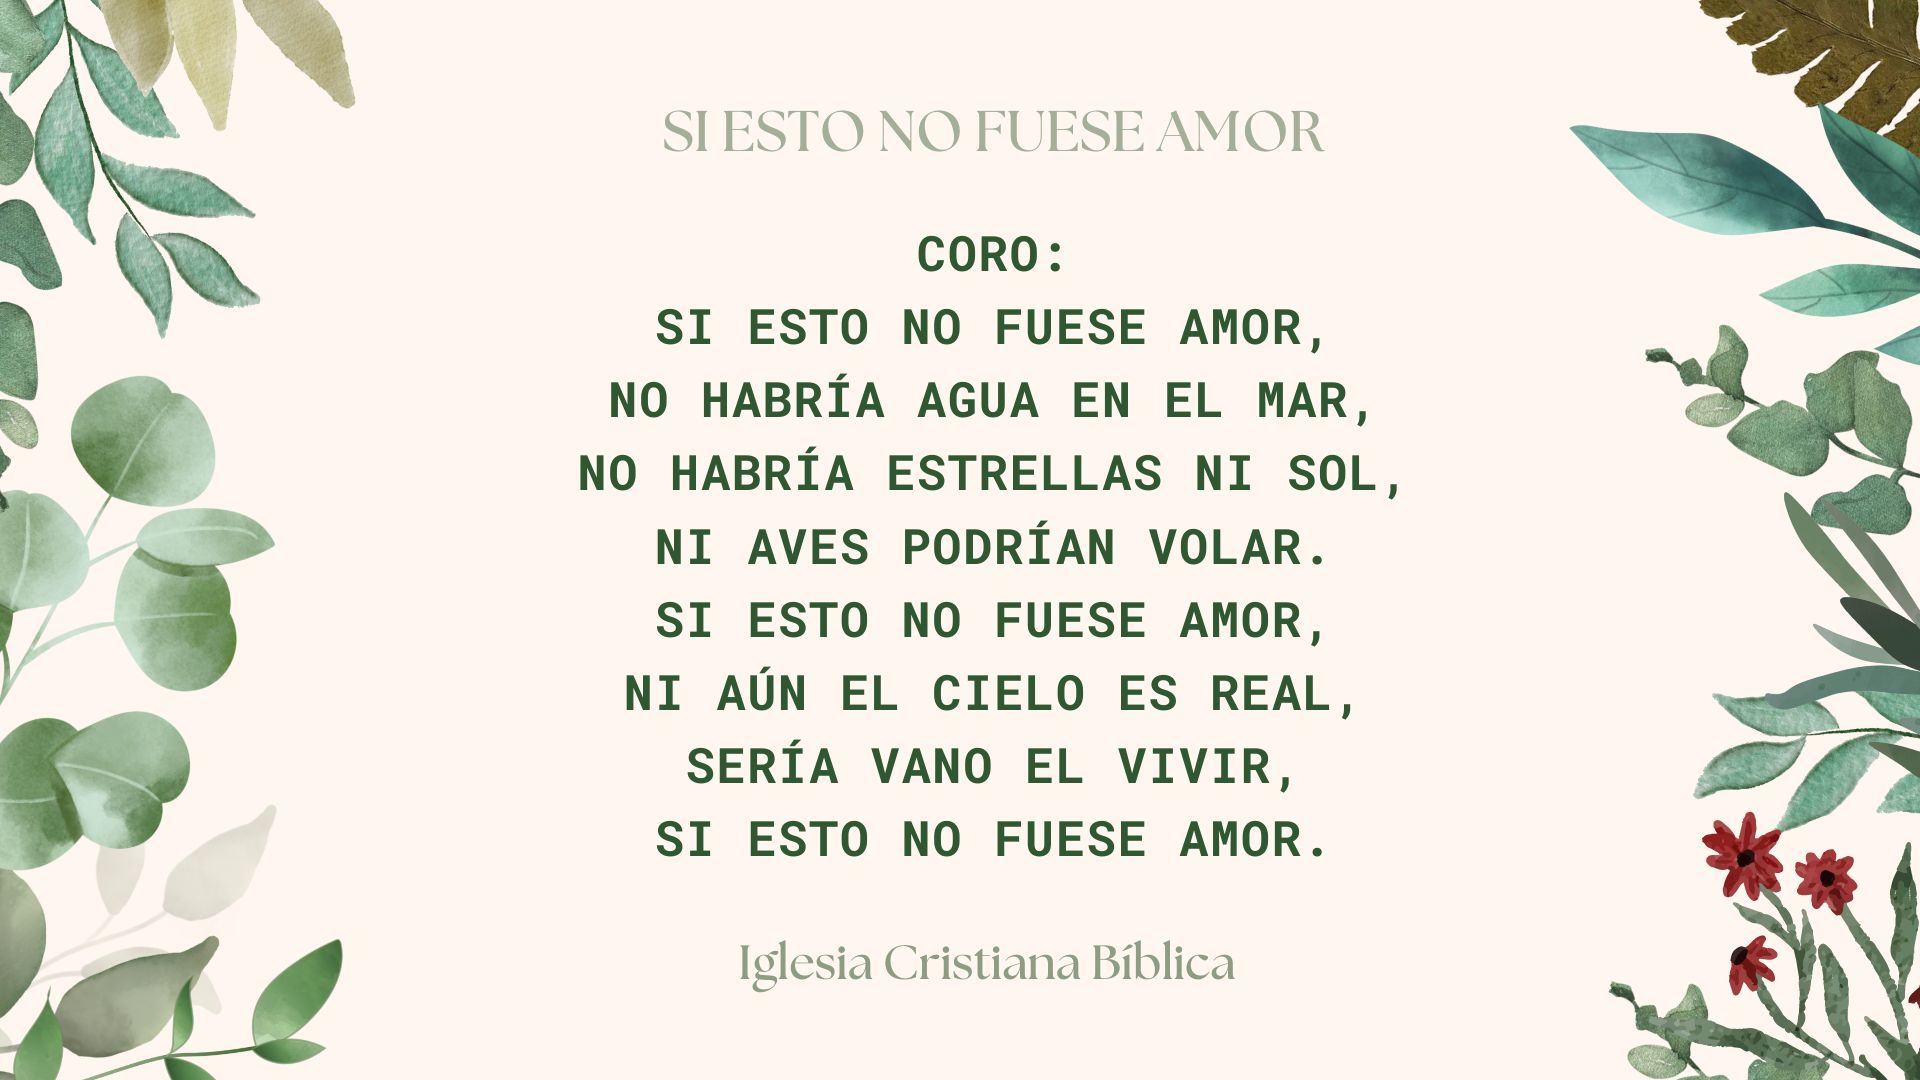 SI ESTO NO FUESE AMOR
CORO:
SI ESTO NO FUESE AMOR,
NO HABRÍA AGUA EN EL MAR,
NO HABRÍA ESTRELLAS NI SOL,
NI AVES PODRÍAN VOLAR.
SI ESTO NO FUESE AMOR,
NI AÚN EL CIELO ES REAL,
SERÍA VANO EL VIVIR,
SI ESTO NO FUESE AMOR.
Iglesia Cristiana Bíblica